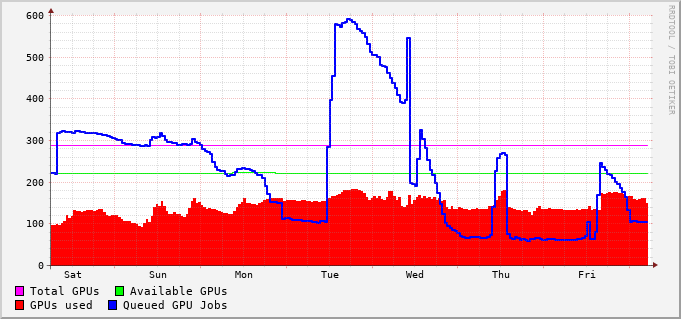 600
500
400
300
200
100
0
Sat Sun Mon Tue Wed Thu Fri
Total GPUs Available GPUs
GPUs used Queued GPU Jobs
RRDTOOL / TOBI OETIKER